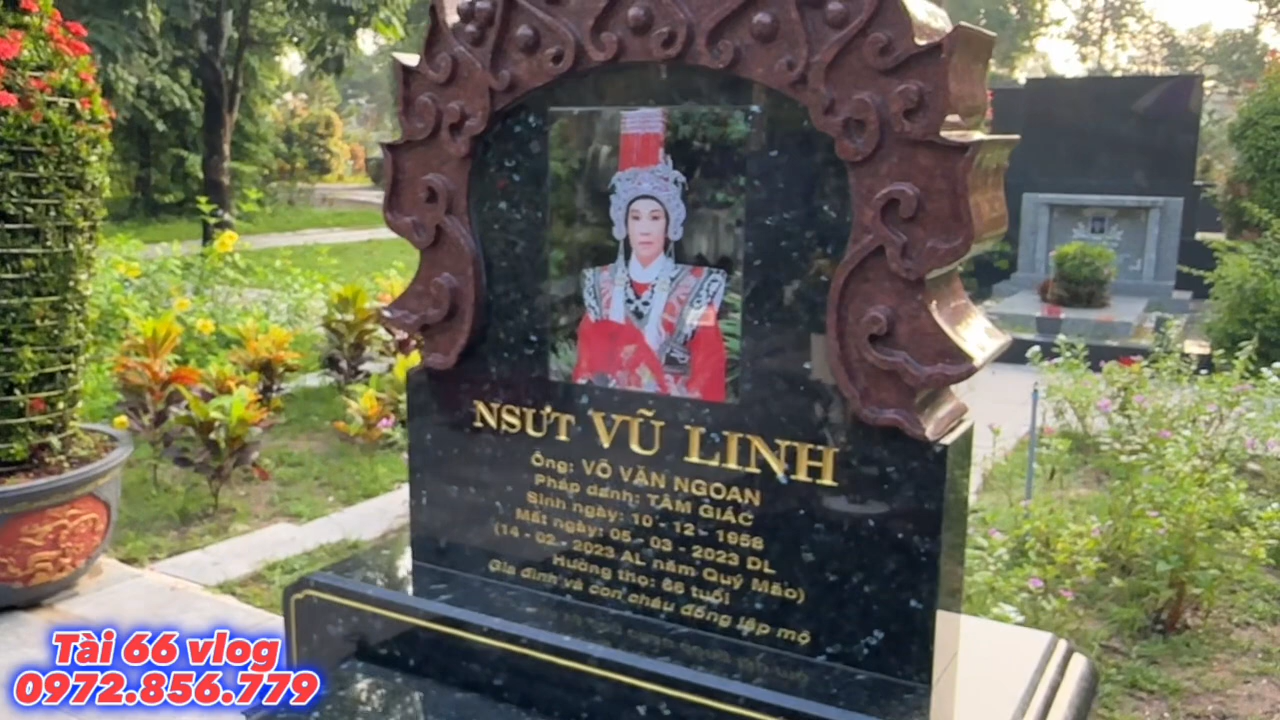 NSƯT VŨ LINH
Ông: VÕ VĂN NGOAN
Pháp danh: TÂM GIÁC
Sinh ngày: 10 - 12 - 1958
Mất ngày: 05 - 03 - 2023 DL
(14 - 02 - 2023 AL năm Quý Mão)
Hưởng thọ: 66 tuổi
Gia đình và con cháu đồng lập mộ
Tài 66 vlog
0972.856.779